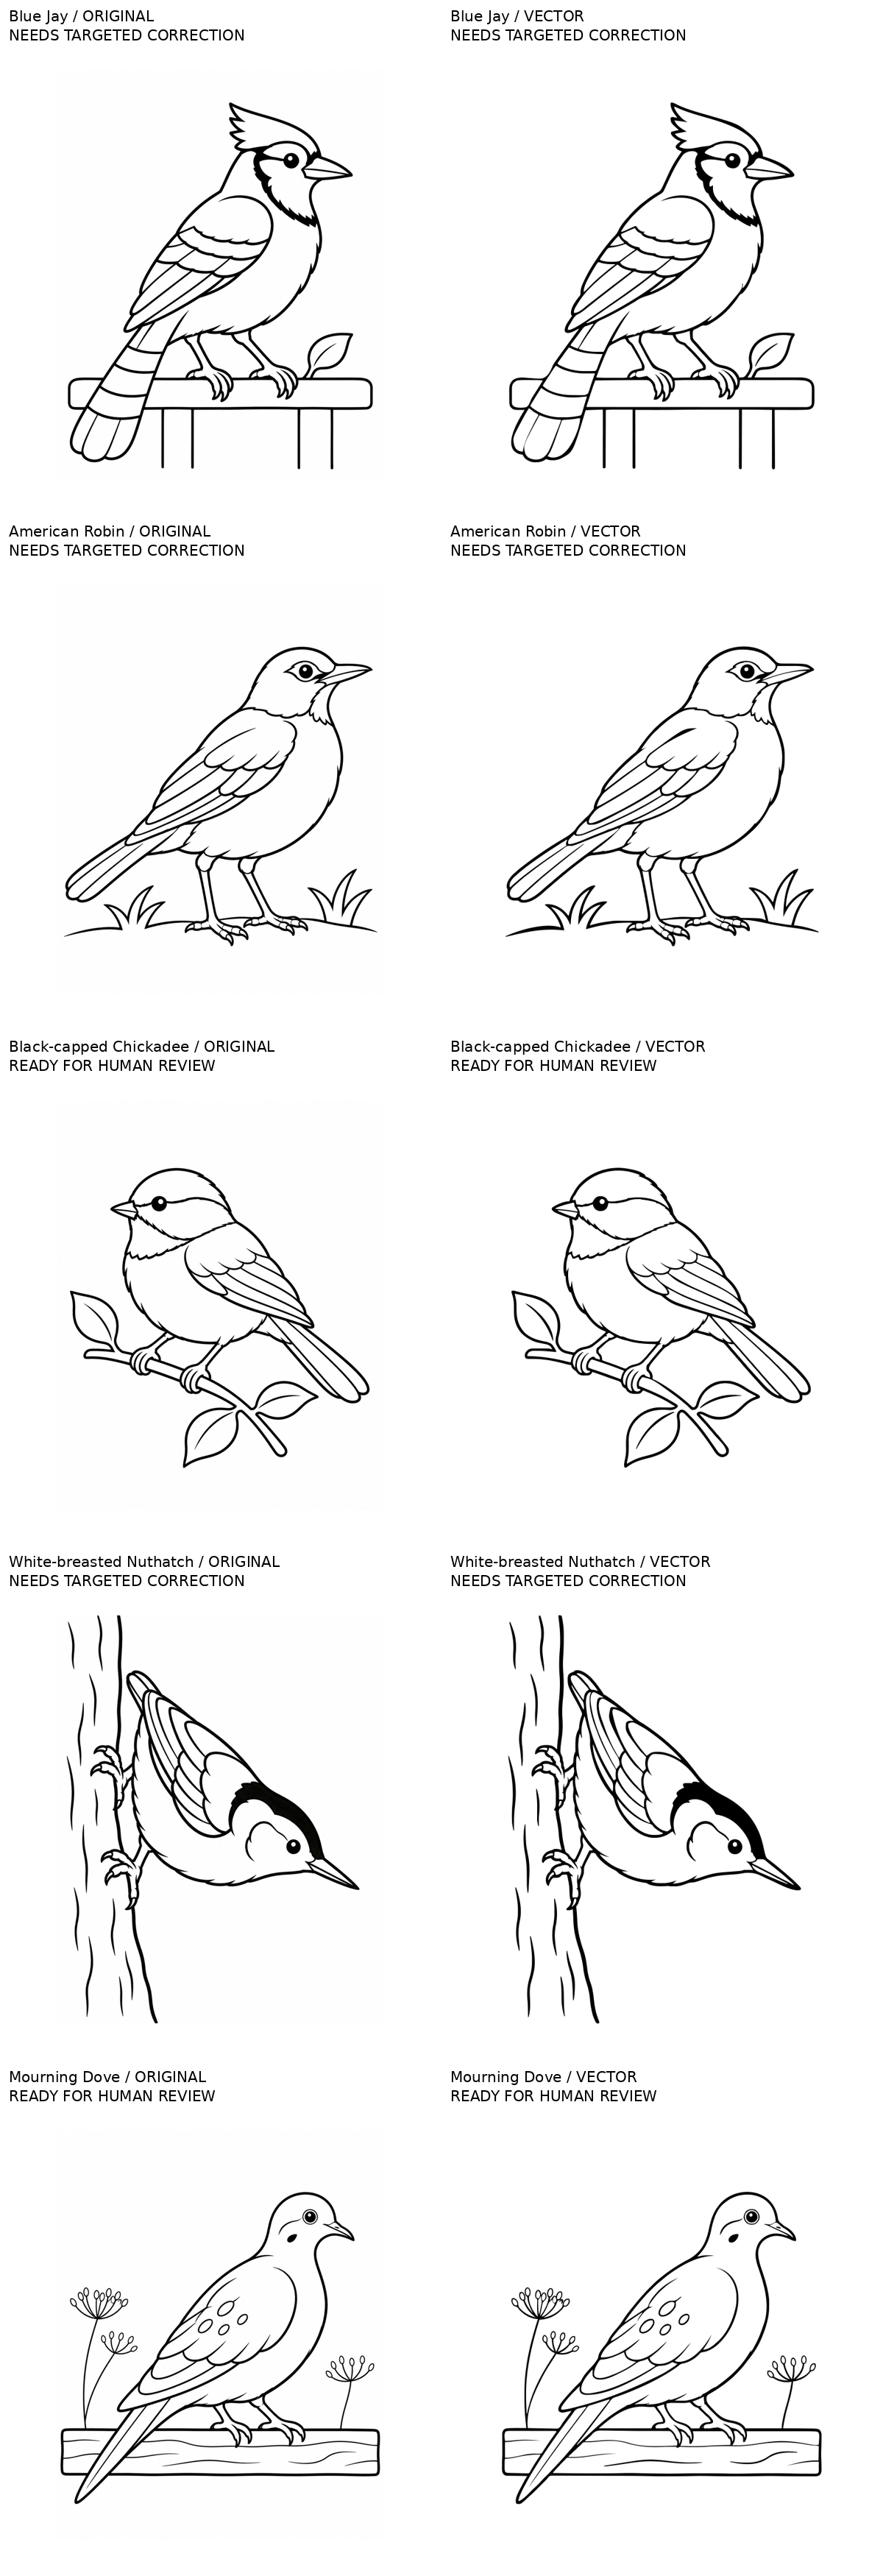 Blue Jay / ORIGINAL
NEEDS TARGETED CORRECTION
Blue Jay / VECTOR
NEEDS TARGETED CORRECTION
American Robin / ORIGINAL
NEEDS TARGETED CORRECTION
American Robin / VECTOR
NEEDS TARGETED CORRECTION
Black-capped Chickadee / ORIGINAL
READY FOR HUMAN REVIEW
Black-capped Chickadee / VECTOR
READY FOR HUMAN REVIEW
White-breasted Nuthatch / ORIGINAL
NEEDS TARGETED CORRECTION
White-breasted Nuthatch / VECTOR
NEEDS TARGETED CORRECTION
Mourning Dove / ORIGINAL
READY FOR HUMAN REVIEW
Mourning Dove / VECTOR
READY FOR HUMAN REVIEW